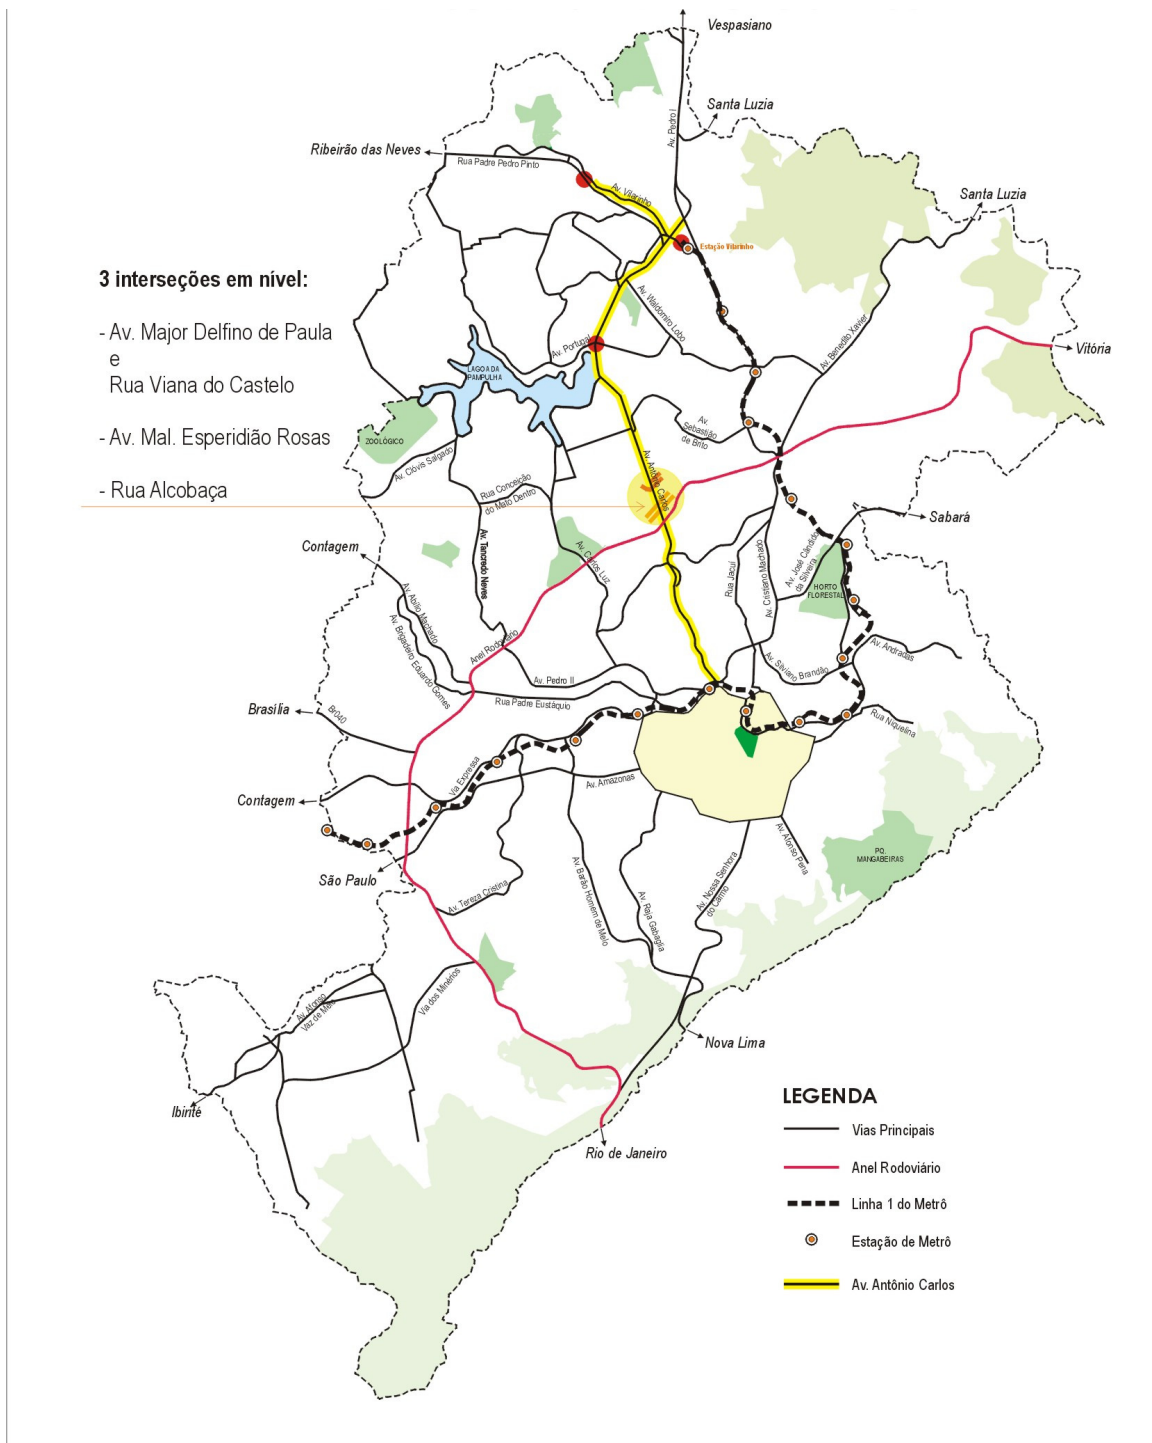 Vespasiano
Santa Luzia
Av. Pedro I
Ribeirão das Neves
Rua Padre Pedro Pinto
Av. Vilarinho
Santa Luzia
Estação Vilarinho
3 interseções em nível:
- Av. Major Delfino de Paula
e
Rua Viana do Castelo
- Av. Mal. Esperidião Rosas
- Rua Alcobaça
Av. Waldomiro Lobo
Av. Portugal
Av. Benedito Xavier
Vitória
LAGOA DA
PAMPULHA
ZOOLÓGICO
Av. Clóvis Salgado
Av.
Sebastião
de Brito
Av. Antônio Carlos
Rua Conceição
do Mato Dentro
Sabará
Contagem
Av. Tancredo Neves
Av. Carlos Luz
Rua Jacuí
Av. Cristiano Machado
Av. José Cândido
da Silveira
HORTO
FLORESTAL
Av. Abílio Machado
Av. Brigadeiro Eduardo Gomes
Anel Rodoviário
Av. Pedro II
Rua Padre Eustáquio
Av. Silviano Brandão
Av. Andradas
Rua Niquelina
Brasília
Br040
Via Expressa
Av. Amazonas
Contagem
São Paulo
Av. Tereza Cristina
Av. Barão Homem de Melo
Av. Raja Gabaglia
Av. Nossa Senhora
do Carmo
Av. Afonso Pena
PQ.
MANGABEIRAS
Via dos Minérios
Av. Afonso
Vaz de Melo
Nova Lima
Ibirité
Rio de Janeiro
LEGENDA
Vias Principais
Anel Rodoviário
Linha 1 do Metrô
Estação de Metrô
Av. Antônio Carlos